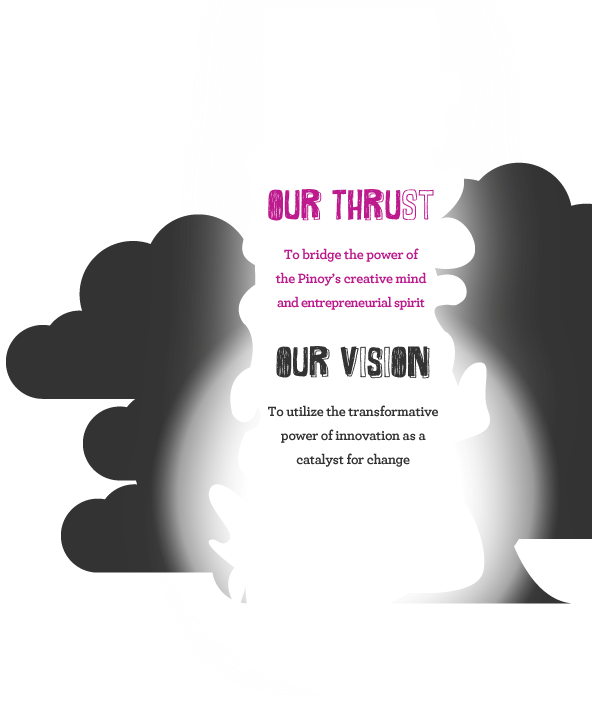 OUR THRUST
To bridge the power of
the Pinoy's creative mind
and entrepreneurial spirit
OUR VISION
To utilize the transformative
power of innovation as a
catalyst for change